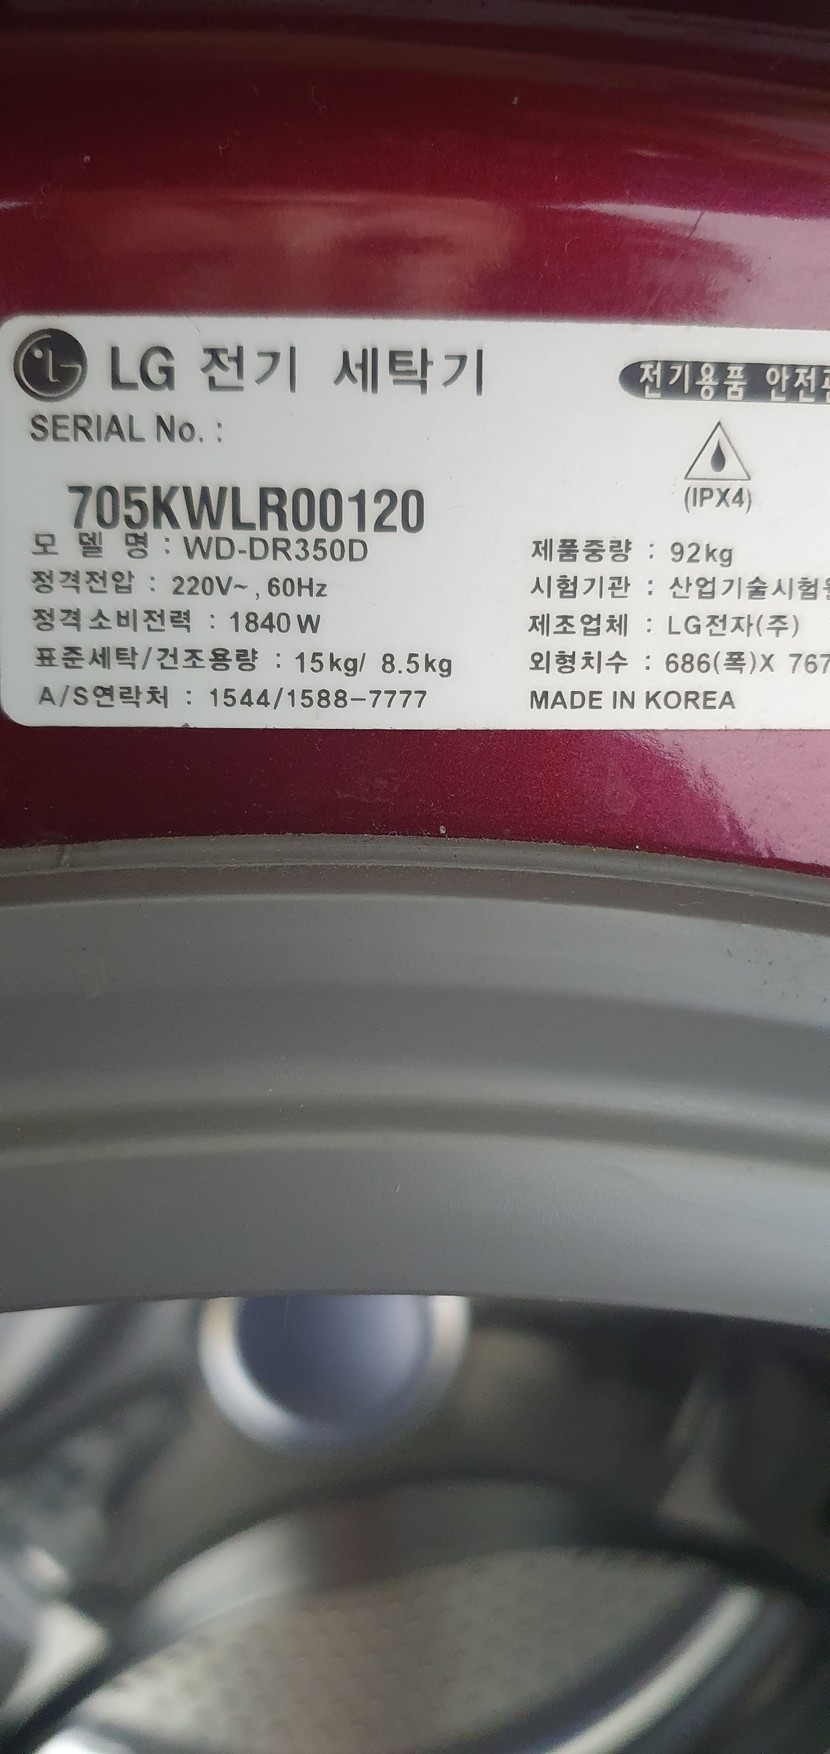 LG 전기 세탁기
전기용품 안전
SERIAL No. :
(IPX4)
705KWLR00120
모 델 명 : WD-DR350D
정격전압 : 220V~, 60Hz
정격소비전력 : 1840W
표준세탁/건조용량 : 15kg/ 8.5kg
A/S연락처 : 1544/1588-7777
제품중량 : 92kg
시험기관 : 산업기술시험
제조업체 : LG전자(주)
외형치수 : 686(폭)X 767
MADE IN KOREA